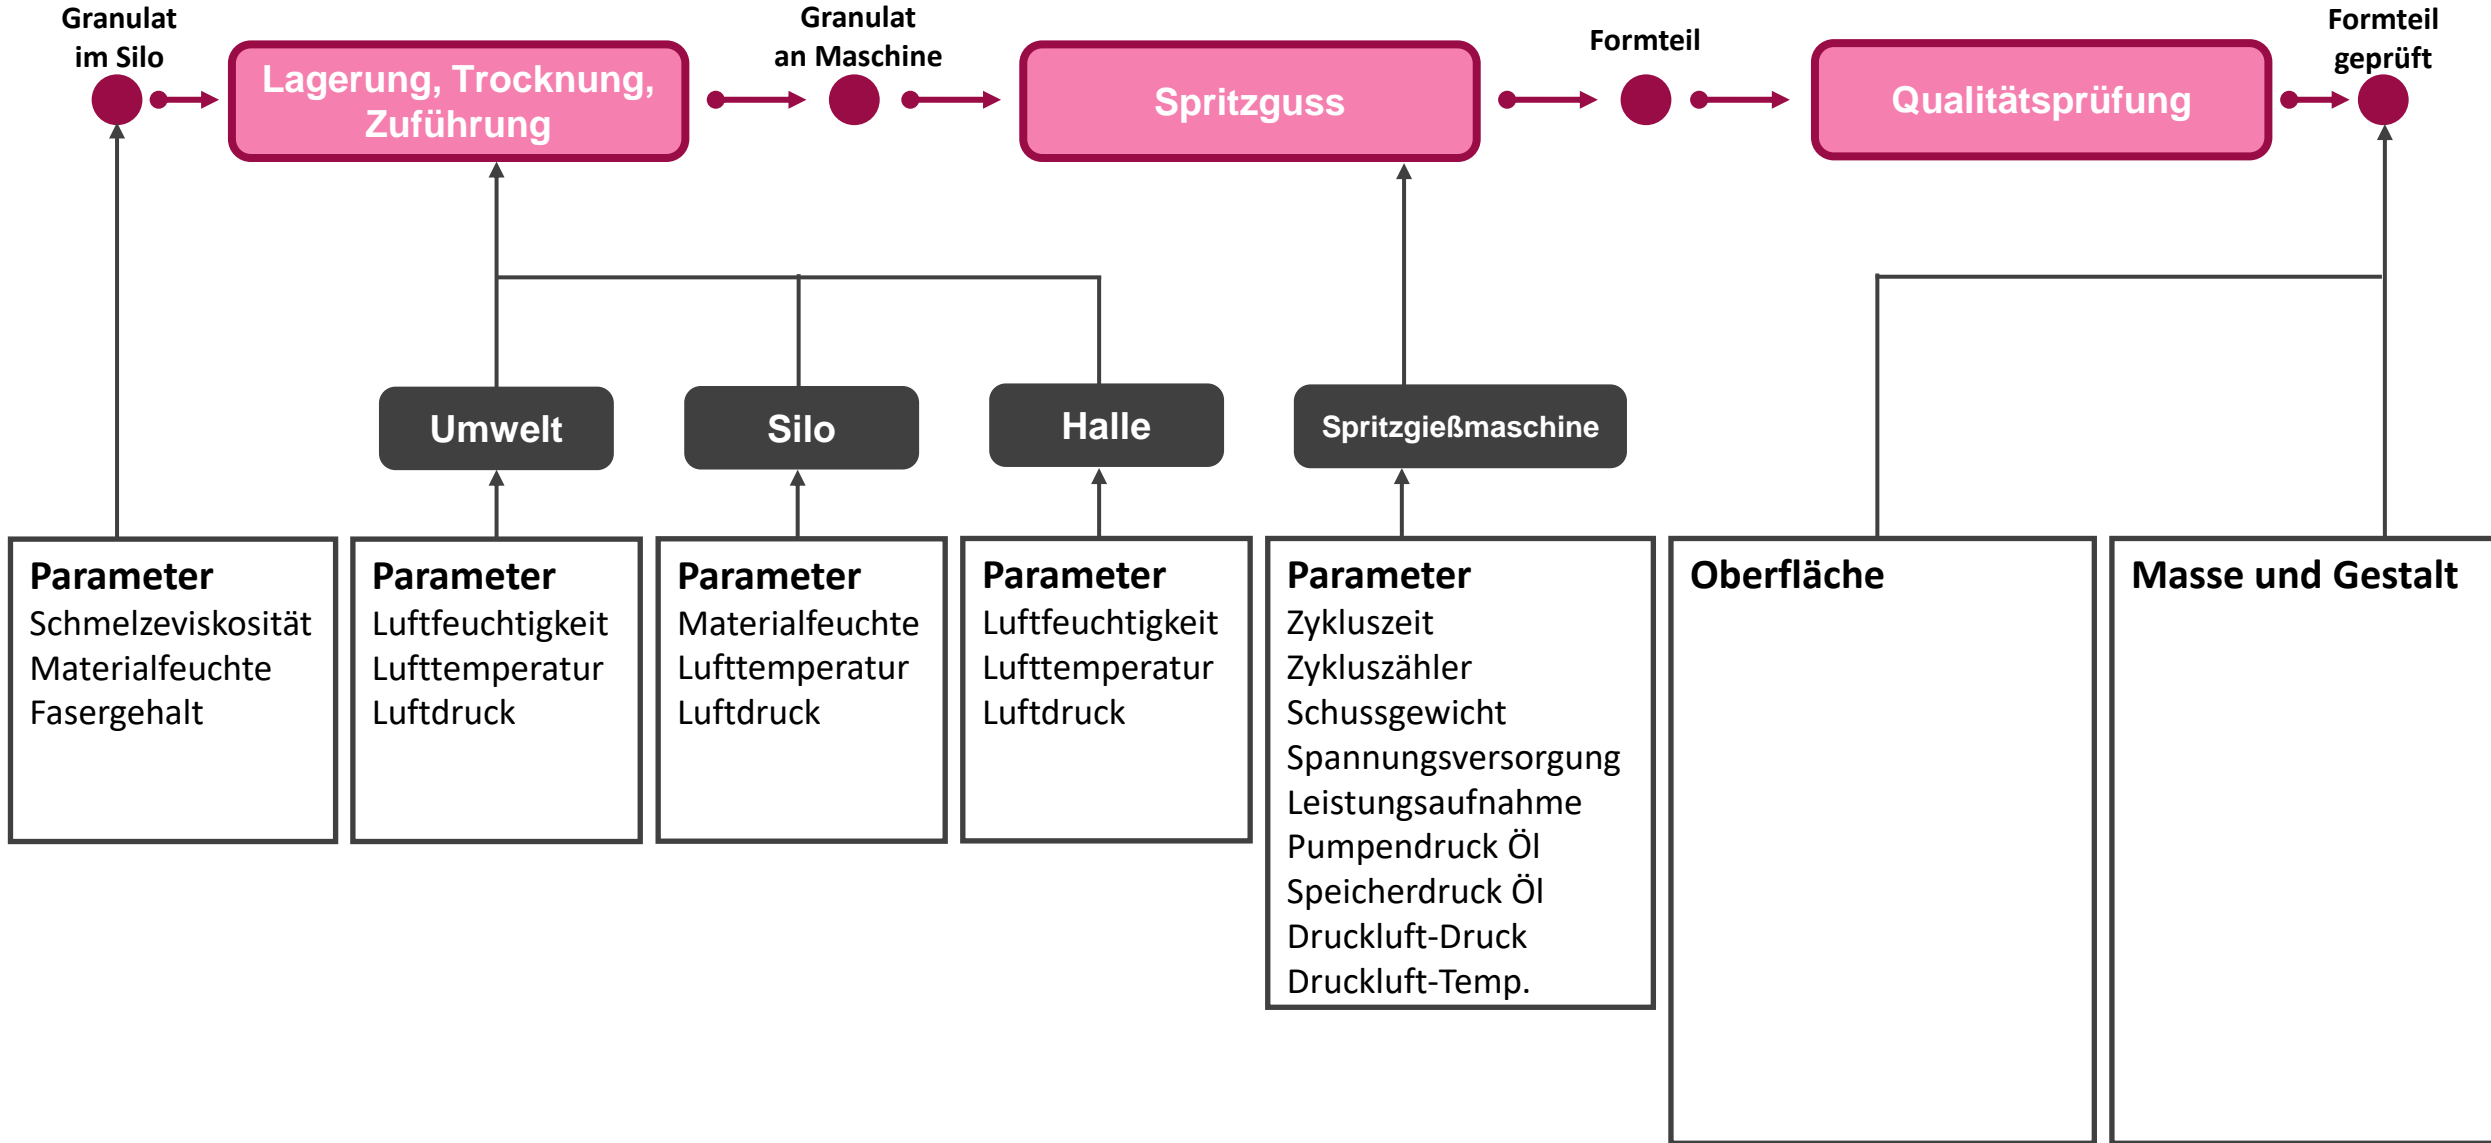 Granulat
im Silo
Lagerung, Trocknung,
Zuführung
Granulat
an Maschine
Spritzguss
Formteil
Qualitätsprüfung
Formteil
geprüft
Umwelt
Silo
Halle
Spritzgießmaschine
Parameter
Schmelzeviskosität
Materialfeuchte
Fasergehalt
Parameter
Luftfeuchtigkeit
Lufttemperatur
Luftdruck
Parameter
Materialfeuchte
Lufttemperatur
Luftdruck
Parameter
Luftfeuchtigkeit
Lufttemperatur
Luftdruck
Parameter
Zykluszeit
Zykluszähler
Schussgewicht
Spannungsversorgung
Leistungsaufnahme
Pumpendruck Öl
Speicherdruck Öl
Druckluft-Druck
Druckluft-Temp.
Oberfläche
Masse und Gestalt